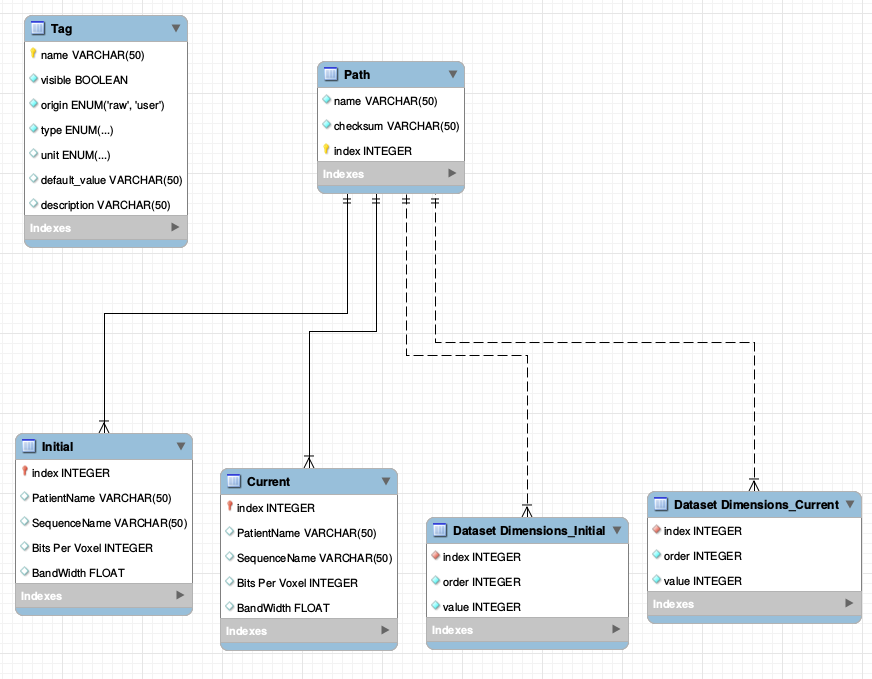 Tag
name VARCHAR(50)
visible BOOLEAN
origin ENUM('raw', 'user')
type ENUM(...)
unit ENUM(...)
default_value VARCHAR(50)
description VARCHAR(50)
Indexes
Path
name VARCHAR(50)
checksum VARCHAR(50)
index INTEGER
Indexes
Initial
index INTEGER
PatientName VARCHAR(50)
SequenceName VARCHAR(50)
Bits Per Voxel INTEGER
BandWidth FLOAT
Indexes
Current
index INTEGER
PatientName VARCHAR(50)
SequenceName VARCHAR(50)
Bits Per Voxel INTEGER
BandWidth FLOAT
Indexes
Dataset Dimensions_Initial
index INTEGER
order INTEGER
value INTEGER
Indexes
Dataset Dimensions_Current
index INTEGER
order INTEGER
value INTEGER
Indexes